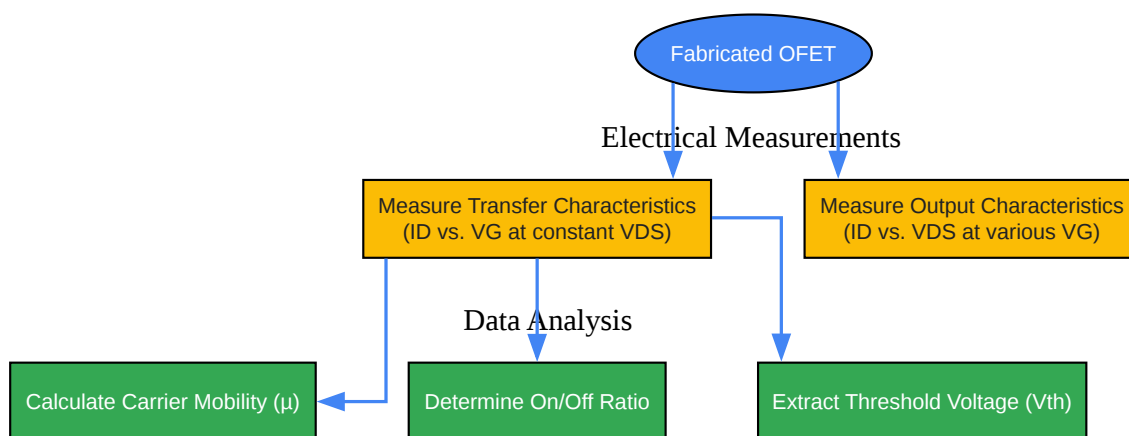 Fabricated OFET
Electrical Measurements
Measure Transfer Characteristics
(ID vs. VG at constant VDS)
Measure Output Characteristics
(ID vs. VDS at various VG)
Data Analysis
Calculate Carrier Mobility (μ)
Determine On/Off Ratio
Extract Threshold Voltage (Vth)